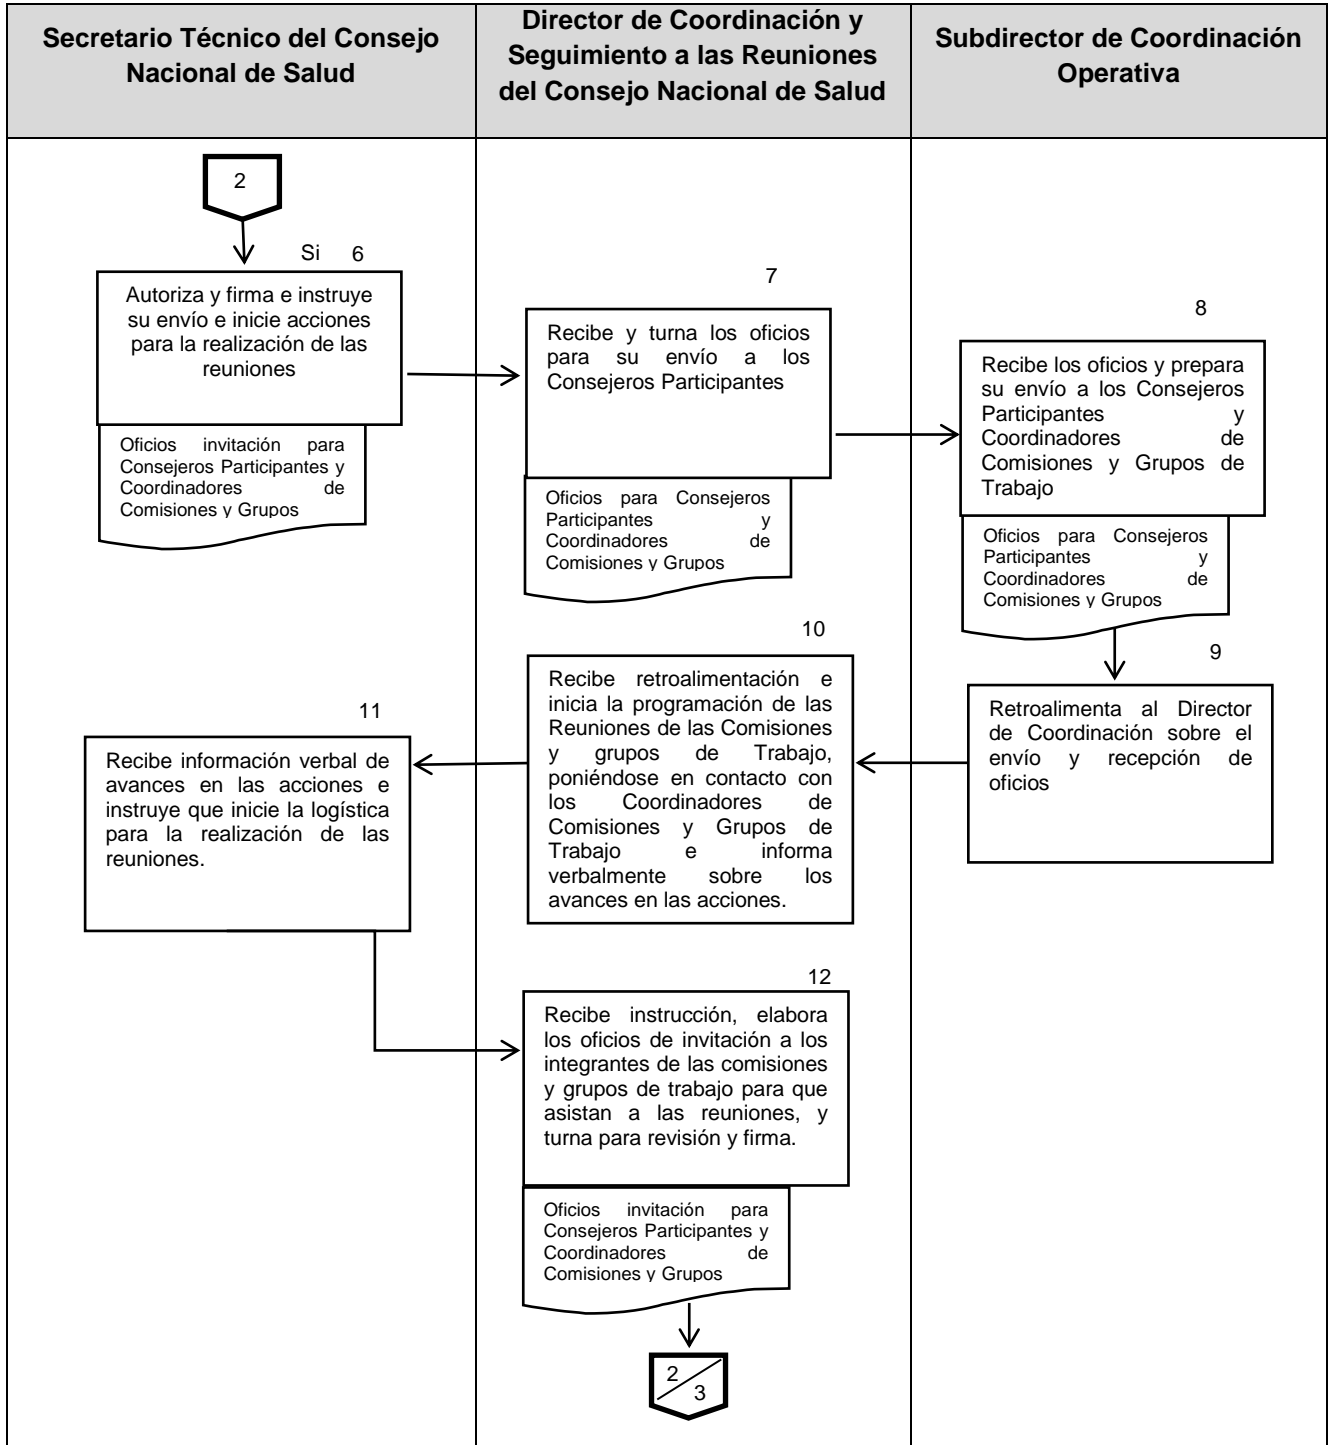 Secretario Técnico del Consejo
Nacional de Salud
Director de Coordinación y
Seguimiento a las Reuniones
del Consejo Nacional de Salud
Subdirector de Coordinación
Operativa
2
Si 6
Autoriza y firma e instruye
su envío e inicie acciones
para la realización de las
reuniones
Oficios invitación para
Consejeros Participantes y
Coordinadores de
Comisiones y Grupos
7
Recibe y turna los oficios
para su envío a los
Consejeros Participantes
Oficios para Consejeros
Participantes y
Coordinadores de
Comisiones y Grupos
8
Recibe los oficios y prepara
su envío a los Consejeros
Participantes y
Coordinadores de
Comisiones y Grupos de
Trabajo
Oficios para Consejeros
Participantes y
Coordinadores de
Comisiones y Grupos
9
Retroalimenta al Director
de Coordinación sobre el
envío y recepción de
oficios
10
Recibe retroalimentación e
inicia la programación de las
Reuniones de las Comisiones
y grupos de Trabajo,
poniéndose en contacto con
los Coordinadores de
Comisiones y Grupos de
Trabajo e informa
verbalmente sobre los
avances en las acciones.
11
Recibe información verbal de
avances en las acciones e
instruye que inicie la logística
para la realización de las
reuniones.
12
Recibe instrucción, elabora
los oficios de invitación a los
integrantes de las comisiones
y grupos de trabajo para que
asistan a las reuniones, y
turna para revisión y firma.
Oficios invitación para
Consejeros Participantes y
Coordinadores de
Comisiones y Grupos
2
3